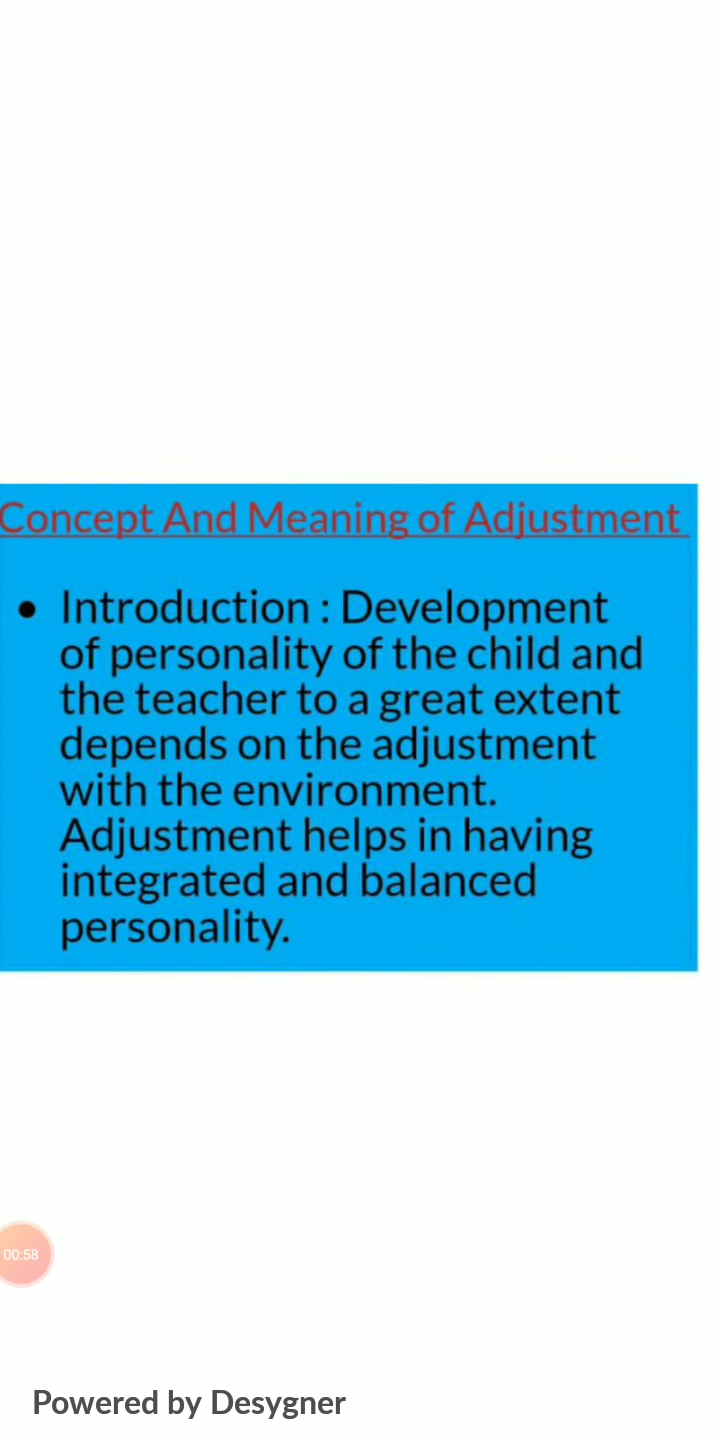 Concept And Meaning of Adjustment
• Introduction : Development
of personality of the child and
the teacher to a great extent
depends on the adjustment
with the environment.
Adjustment helps in having
integrated and balanced
personality.
00:58
Powered by Desygner